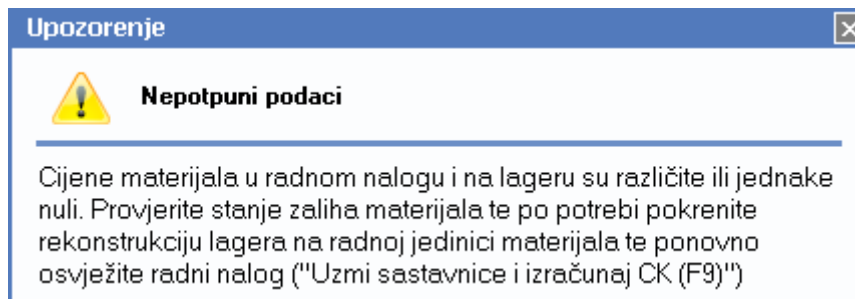 Upozorenje
Nepotpuni podaci
Cijene materijala u radnom nalogu i na lageru su različite ili jednake
nuli. Provjerite stanje zaliha materijala te po potrebi pokrenite
rekonstrukciju lagera na radnoj jedinici materijala te ponovno
osvježite radni nalog ("Uzmi sastavnice i izračunaj CK (F9)")